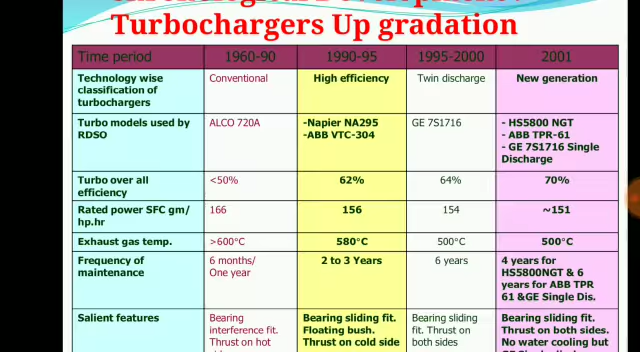 Turbochargers Up gradation
Time period 1960-90 1990-95 1995-2000 2001
Technology wise classification of turbochargers Conventional High efficiency Twin discharge New generation
Turbo models used by RDSO ALCO 720A -Napier NA295 -ABB VTC-304 GE 7S1716 - HS5800 NGT - ABB TPR-61 - GE 7S1716 Single Discharge
Turbo over all efficiency <50% 62% 64% 70%
Rated power SFC gm/ hp.hr 166 156 154 ~151
Exhaust gas temp. >600°C 580°C 500°C 500°C
Frequency of maintenance 6 months/ One year 2 to 3 Years 6 years 4 years for HS5800NGT & 6 years for ABB TPR 61 &GE Single Dis.
Salient features Bearing interference fit. Thrust on hot Bearing sliding fit. Floating bush. Thrust on cold side Bearing sliding fit. Thrust on both sides Bearing sliding fit. Thrust on both sides. No water cooling but